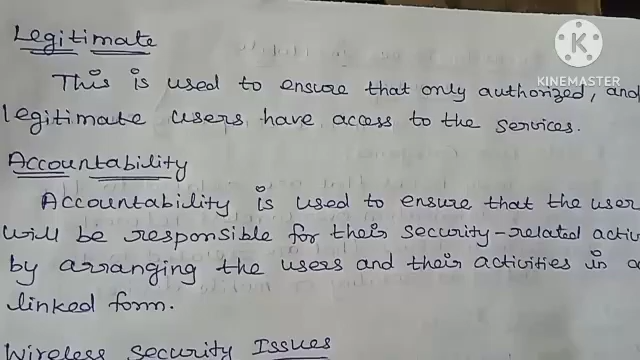 Legitimate
KINEMASTER
This is used to ensure that only authorized, and
legitimate users have access to the services.
Accountability
Accountability is used to ensure that the user
will be responsible for their security-related activ
by arranging the users and their activities in a
linked form.
Wireless Security Issues